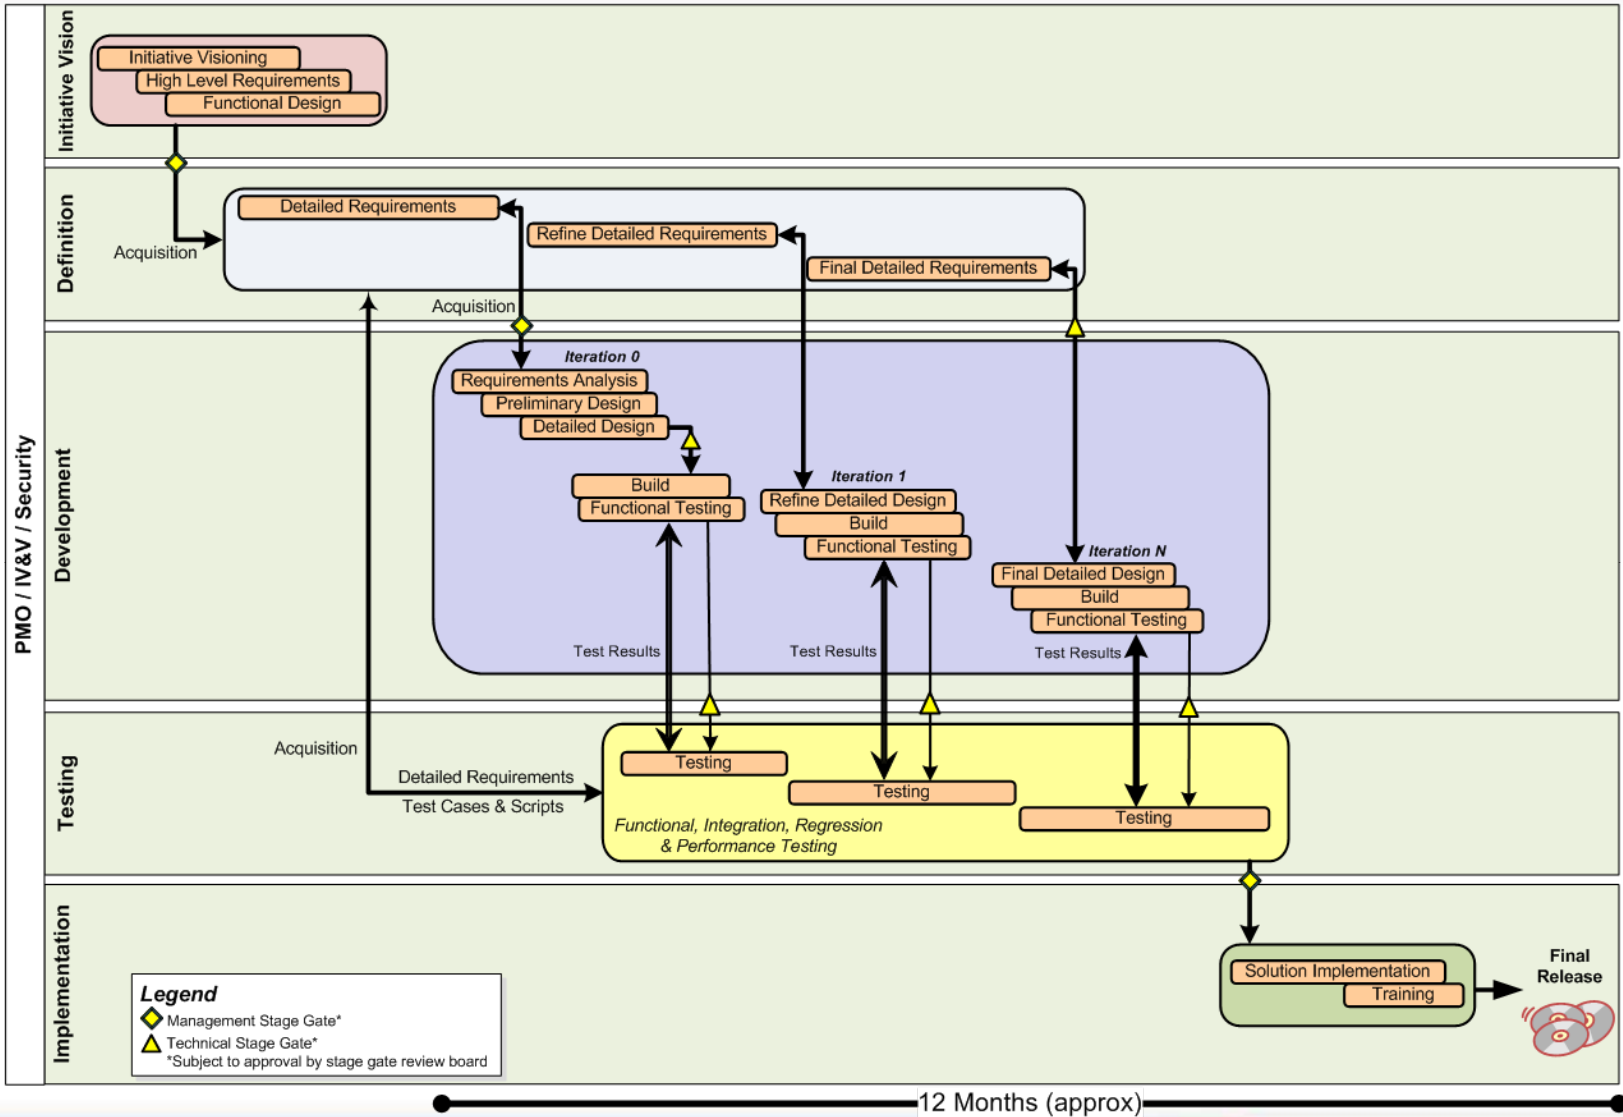 PMO / IV&V / Security
Initiative Vision
Initiative Visioning
High Level Requirements
Functional Design
Definition
Acquisition
Detailed Requirements
Refine Detailed Requirements
Final Detailed Requirements
Acquisition
Development
Iteration 0
Requirements Analysis
Preliminary Design
Detailed Design
Build
Functional Testing
Iteration 1
Refine Detailed Design
Build
Functional Testing
Iteration N
Final Detailed Design
Build
Functional Testing
Test Results
Test Results
Test Results
Testing
Acquisition
Detailed Requirements
Test Cases & Scripts
Testing
Testing
Testing
Functional, Integration, Regression
& Performance Testing
Implementation
Solution Implementation
Training
Final
Release
Legend
Management Stage Gate*
Technical Stage Gate*
*Subject to approval by stage gate review board
12 Months (approx)